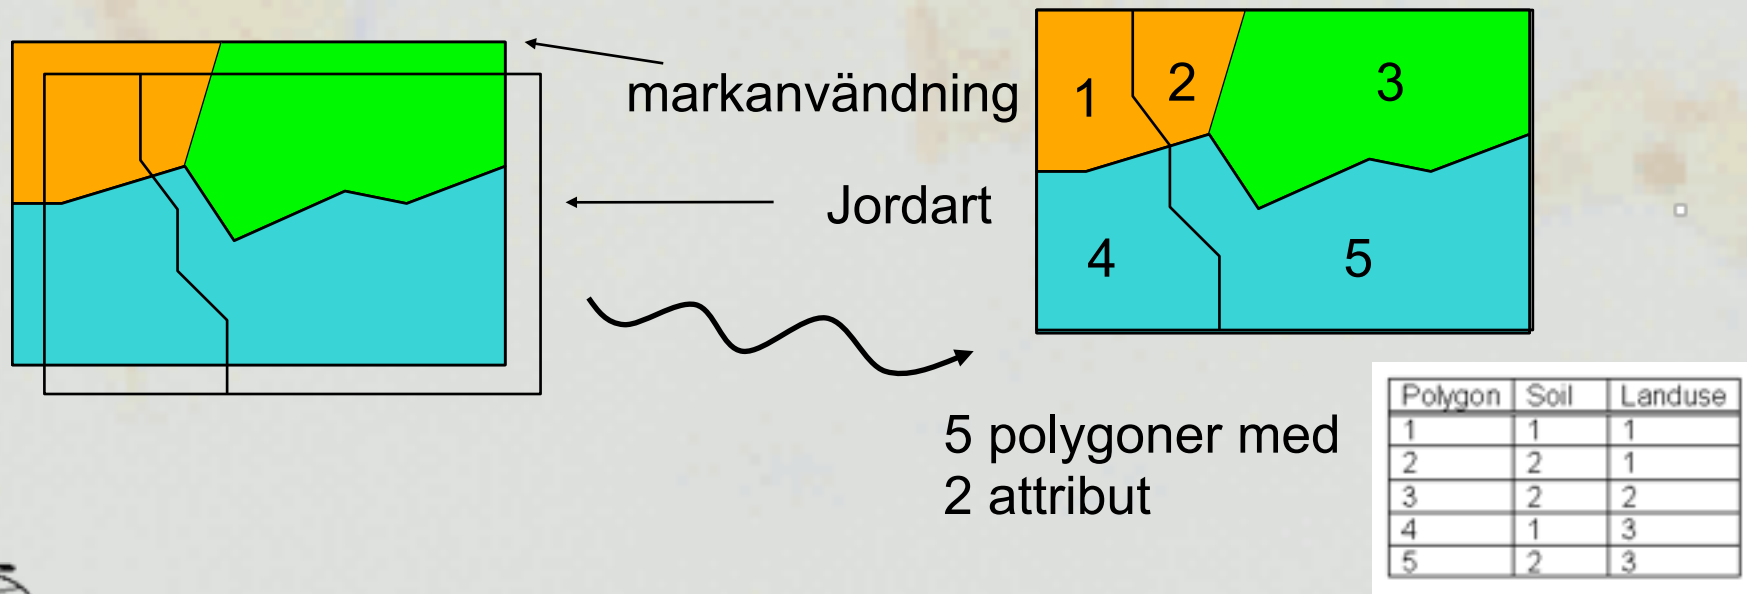 markanvändning
Jordart
1
2
3
4
5
5 polygoner med
2 attribut
Polygon Soil Landuse
1 1 1
2 2 1
3 2 2
4 1 3
5 2 3